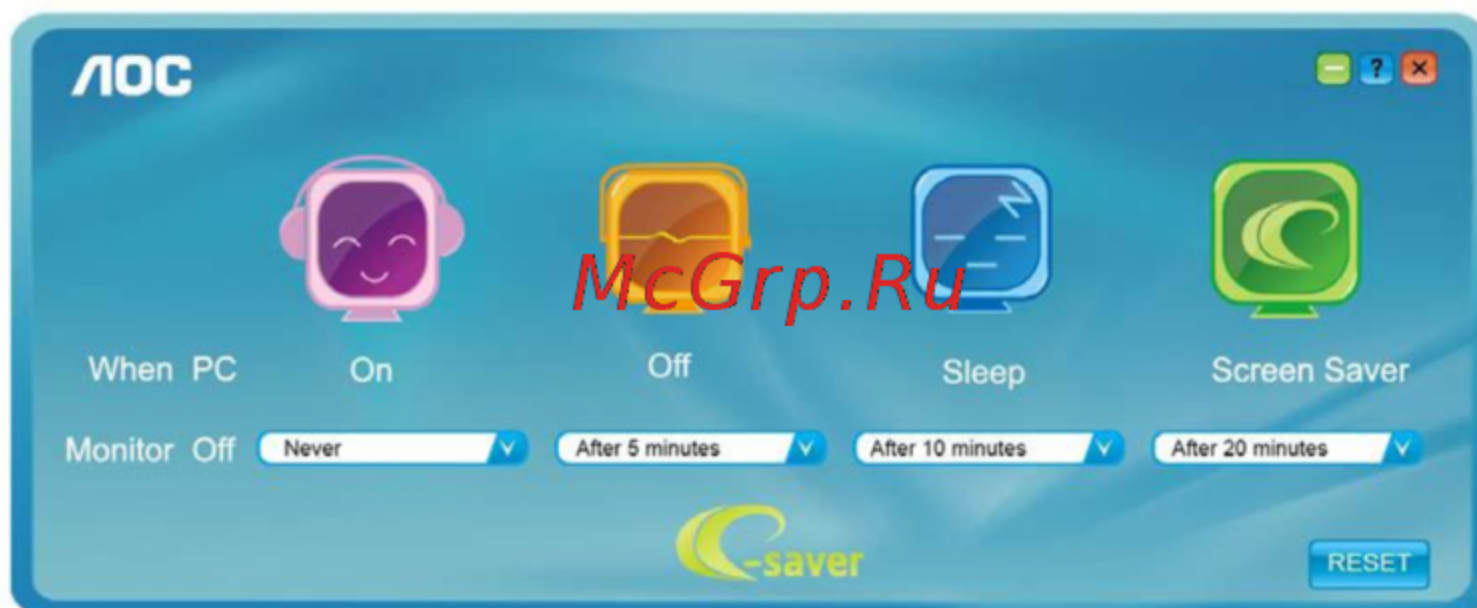 AOC
?
McGrp.Ru
When PC On Off Sleep Screen Saver
Monitor Off Never After 5 minutes After 10 minutes After 20 minutes
e-saver
RESET